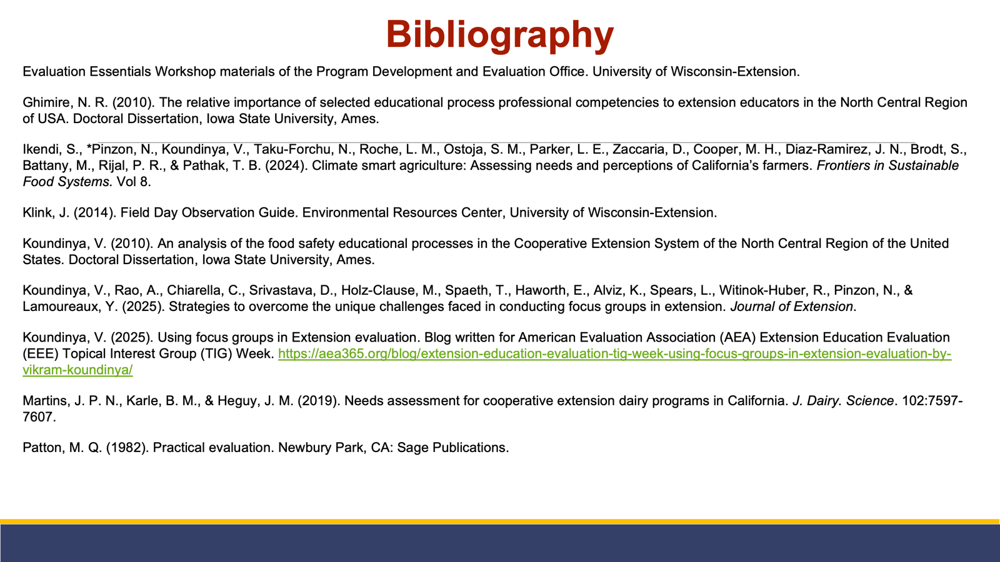 Bibliography
Evaluation Essentials Workshop materials of the Program Development and Evaluation Office. University of Wisconsin-Extension.
Ghimire, N. R. (2010). The relative importance of selected educational process professional competencies to extension educators in the North Central Region
of USA. Doctoral Dissertation, Iowa State University, Ames.
Ikendi, S., *Pinzon, N., Koundinya, V., Taku-Forchu, N., Roche, L. M., Ostoja, S. M., Parker, L. E., Zaccaria, D., Cooper, M. H., Diaz-Ramirez, J. N., Brodt, S.,
Battany, M., Rijal, P. R., & Pathak, T. B. (2024). Climate smart agriculture: Assessing needs and perceptions of California’s farmers. Frontiers in Sustainable
Food Systems. Vol 8.
Klink, J. (2014). Field Day Observation Guide. Environmental Resources Center, University of Wisconsin-Extension.
Koundinya, V. (2010). An analysis of the food safety educational processes in the Cooperative Extension System of the North Central Region of the United
States. Doctoral Dissertation, Iowa State University, Ames.
Koundinya, V., Rao, A., Chiarella, C., Srivastava, D., Holz-Clause, M., Spaeth, T., Haworth, E., Alviz, K., Spears, L., Witinok-Huber, R., Pinzon, N., &
Lamoureaux, Y. (2025). Strategies to overcome the unique challenges faced in conducting focus groups in extension. Journal of Extension.
Koundinya, V. (2025). Using focus groups in Extension evaluation. Blog written for American Evaluation Association (AEA) Extension Education Evaluation
(EEE) Topical Interest Group (TIG) Week. https://aea365.org/blog/extension-education-evaluation-tig-week-using-focus-groups-in-extension-evaluation-by-
vikram-koundinya/
Martins, J. P. N., Karle, B. M., & Heguy, J. M. (2019). Needs assessment for cooperative extension dairy programs in California. J. Dairy. Science. 102:7597-
7607.
Patton, M. Q. (1982). Practical evaluation. Newbury Park, CA: Sage Publications.